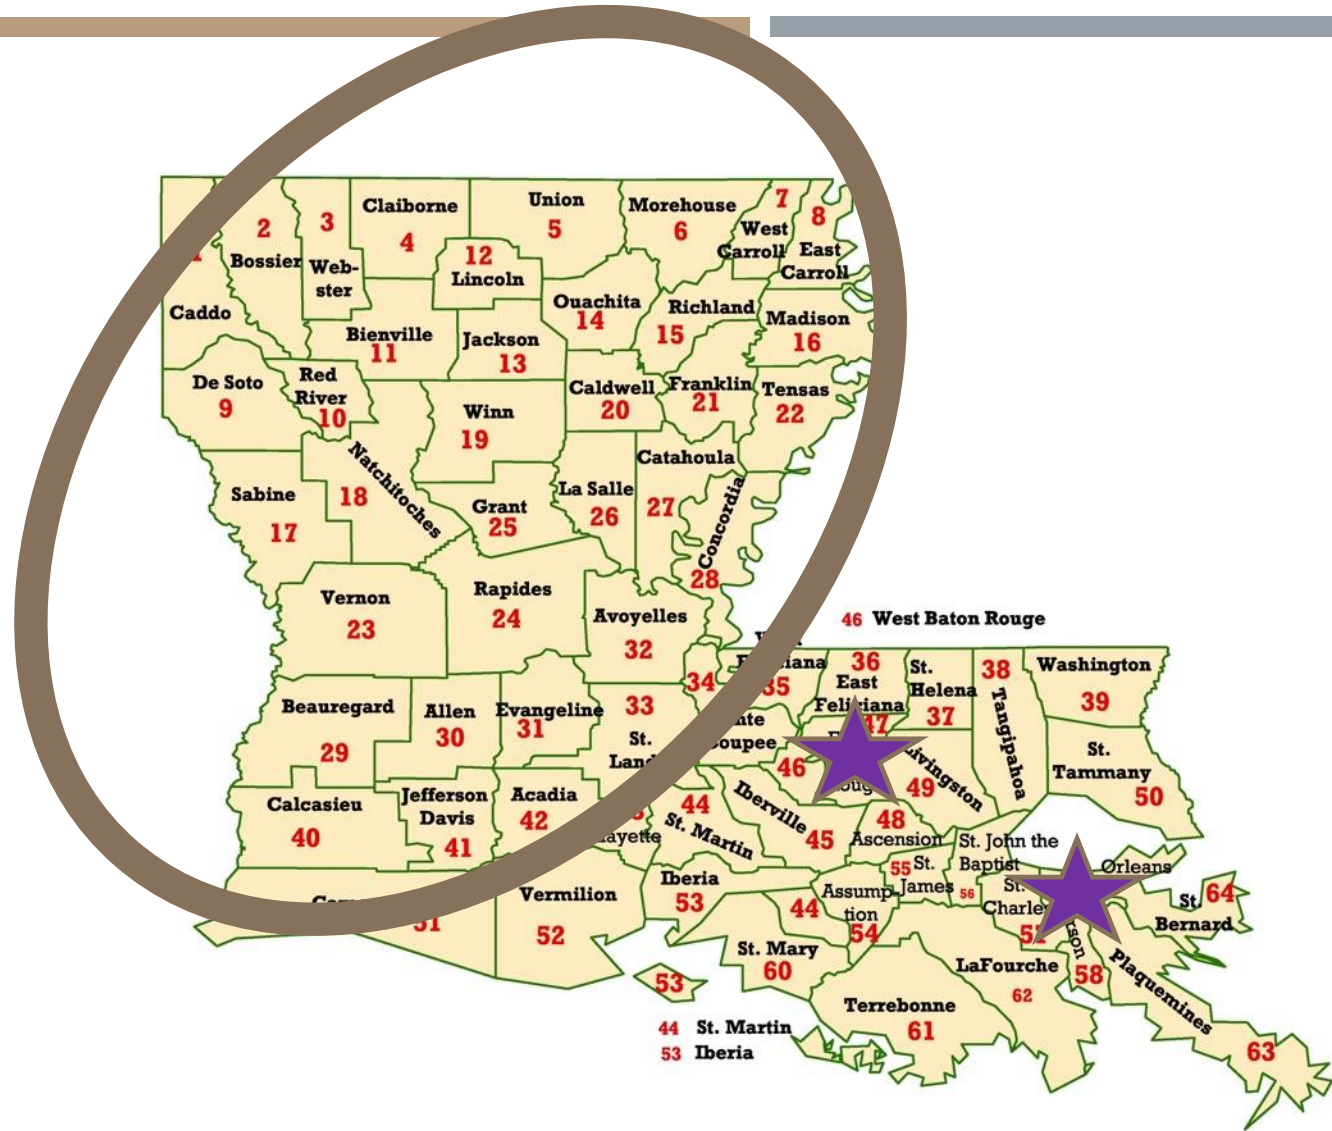 Claiborne
4
Union
5
Morehouse
6
7
West
Carroll
8
East
Carroll
2
Bossier
3
Web-
ster
12
Lincoln
Caddo
Ouachita
14
Richland
15
Madison
16
Bienville
11
Jackson
13
De Soto
9
Red
River
10
Winn
19
Caldwell
20
Franklin
21
Tensas
22
Natchitoches
18
Sabine
17
Grant
25
La Salle
26
Catahoula
27
Concordia
28
Vernon
23
Rapides
24
Avoyelles
32
46 West Baton Rouge
34
35
36
East
Feliciana
St.
Helena
37
38
Tangipahoa
Washington
39
Beauregard
29
Allen
30
Evangeline
31
33
St.
47
46
Livingston
49
St.
Tammany
50
Calcasieu
40
Jefferson
Davis
41
Acadia
42
44
St. Martin
Iberville
45
48
Ascension
St. John the
Baptist
56
55 St.
James
St.
Orleans
Vermilion
52
Iberia
53
44
Assump-
tion
54
St. 64
Bernard
St. Mary
60
53
LaFourche
62
58
Plaquemines
63
Terrebonne
61
44 St. Martin
53 Iberia